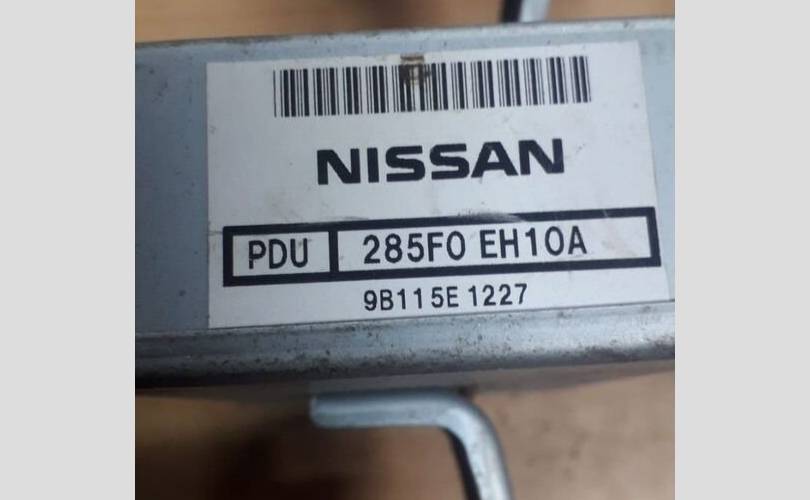 NISSAN
PDU 285F0 EH10A
9B115E 1227